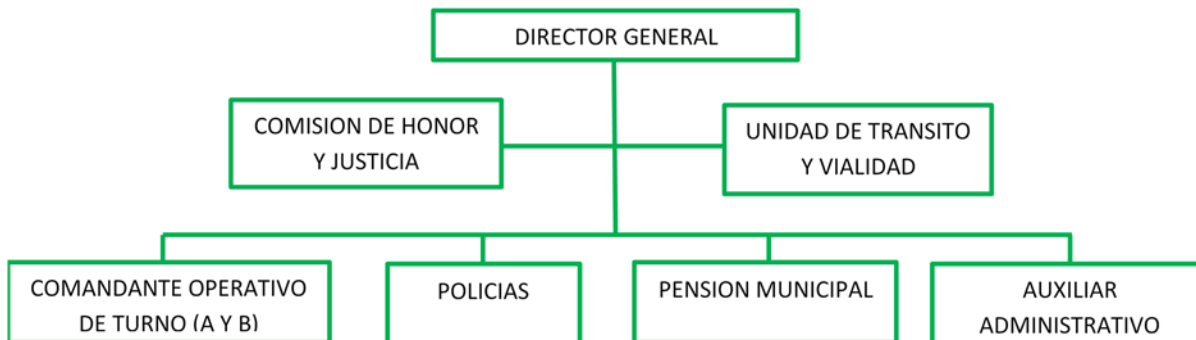 DIRECTOR GENERAL
COMISION DE HONOR
Y JUSTICIA
UNIDAD DE TRANSITO
Y VIALIDAD
COMANDANTE OPERATIVO
DE TURNO (A Y B)
POLICIAS
PENSION MUNICIPAL
AUXILIAR
ADMINISTRATIVO